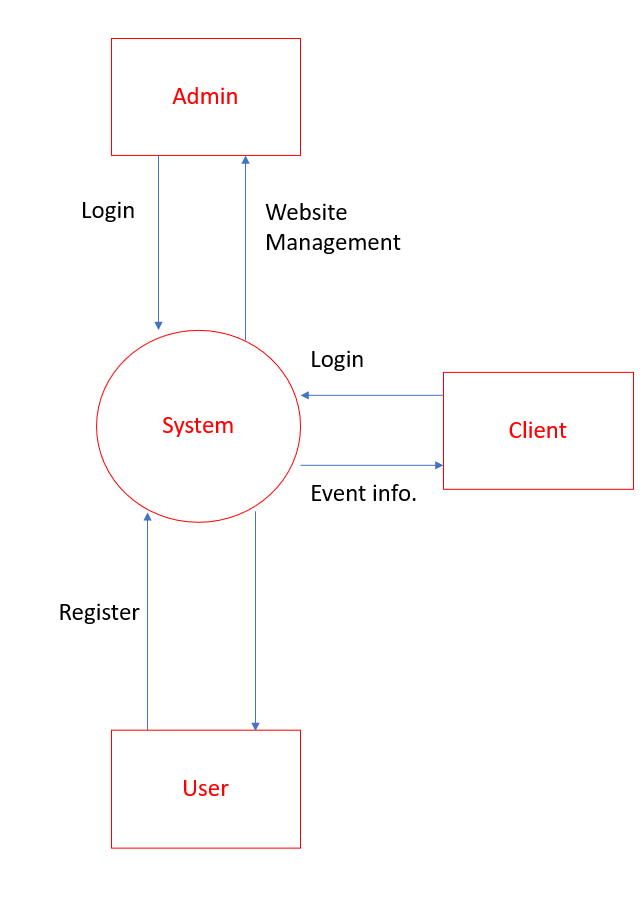 Admin
Login
Website
Management
Login
System
Client
Event info.
Register
User